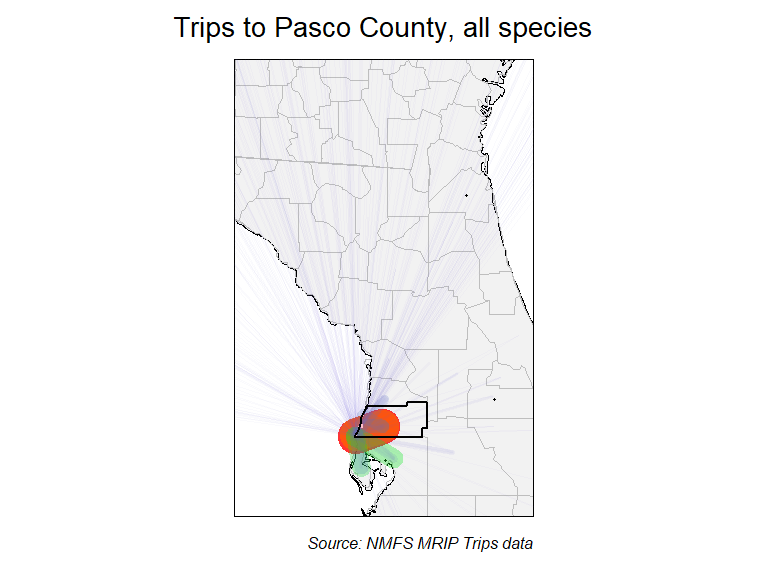 Trips to Pasco County, all species
Source: NMFS MRIP Trips data